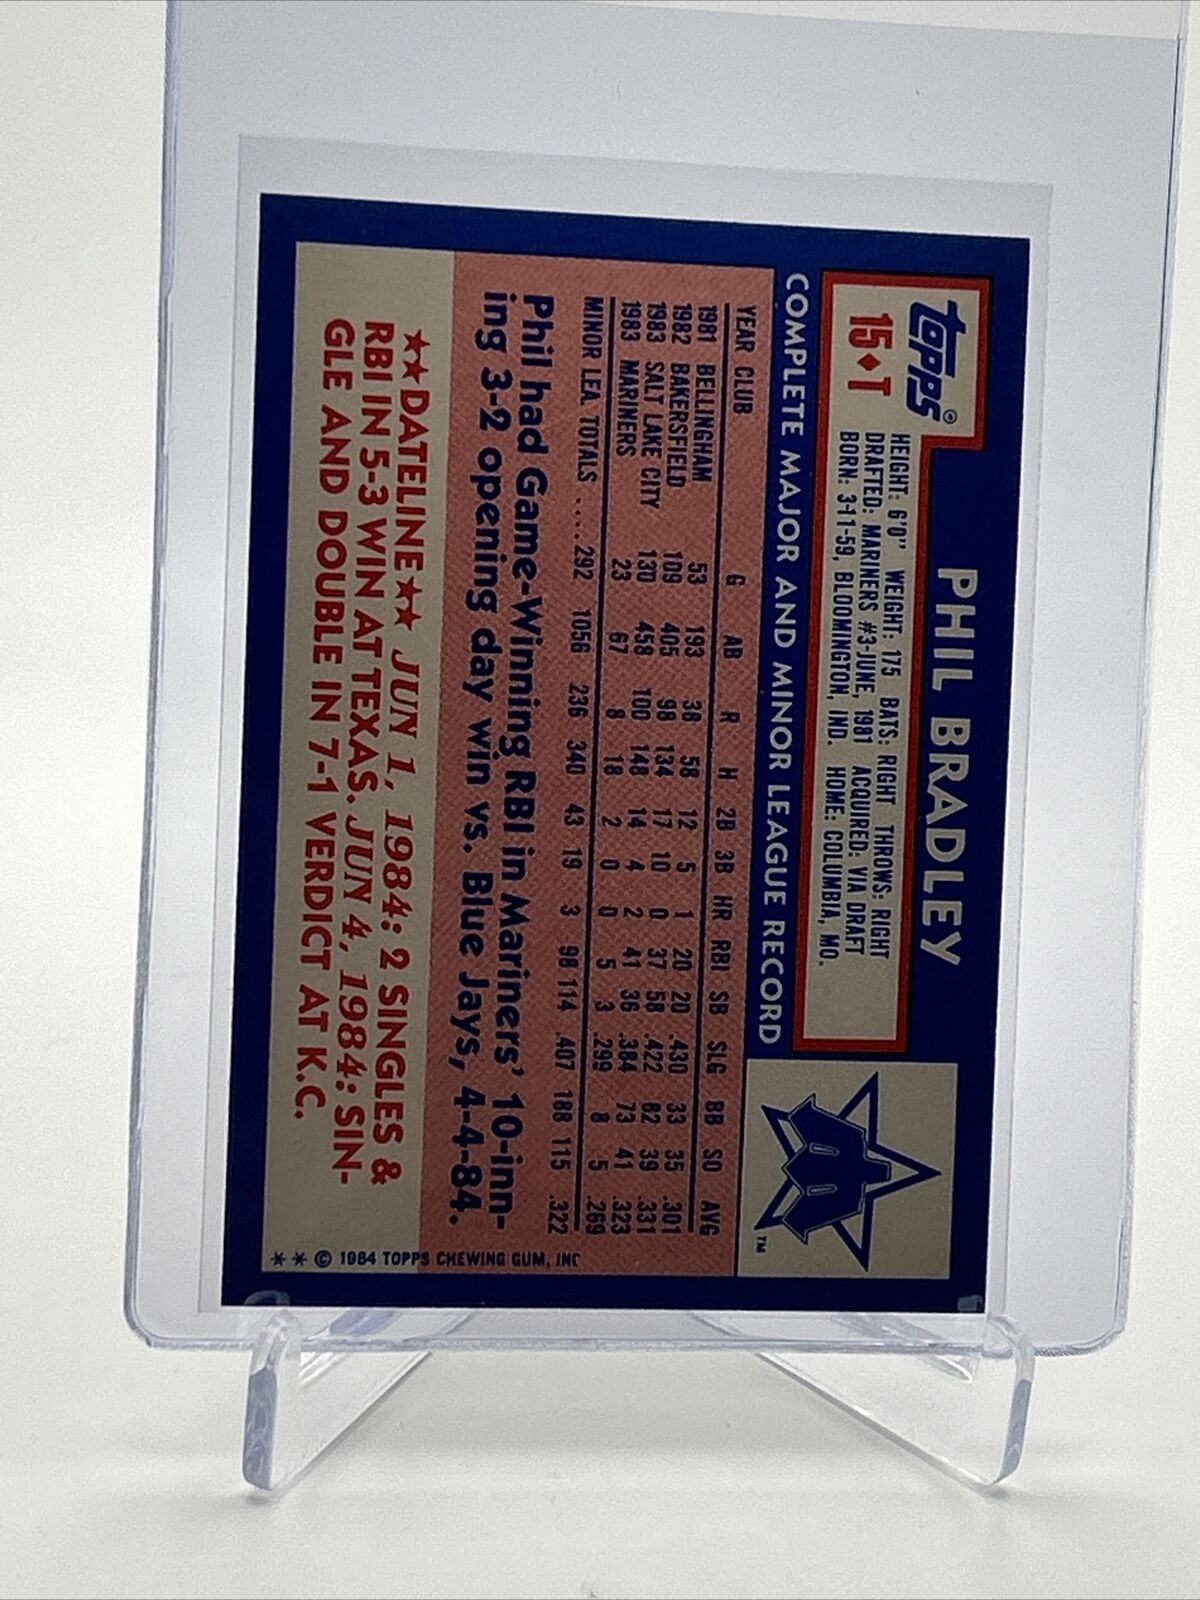 topps®
15♦T
PHIL BRADLEY
HEIGHT: 6'0" WEIGHT: 175 BATS: RIGHT THROWS: RIGHT
DRAFTED: MARINERS #3-JUNE, 1981 ACQUIRED: VIA DRAFT
BORN: 3-11-59, BLOOMINGTON, IND. HOME: COLUMBIA, MO.
COMPLETE MAJOR AND MINOR LEAGUE RECORD
TM
YEAR CLUB G AB R H 2B 3B HR RBI SB SLG BB SO AVG
1981 BELLINGHAM 53 193 38 58 12 5 1 20 20 .430 33 35 .301
1982 BAKERSFIELD 109 405 98 134 17 10 0 37 58 .422 82 39 .331
1983 SALT LAKE CITY 130 458 100 148 14 4 2 41 36 .384 73 41 .323
1983 MARINERS 23 67 8 18 2 0 0 5 3 .299 8 5 .269
MINOR LEA. TOTALS .....292 1056 236 340 43 19 3 98 114 .407 188 115 .322
Phil had Game-Winning RBI in Mariners' 10-inn-
ing 3-2 opening day win vs. Blue Jays, 4-4-84.
★★DATELINE★★ JUN 1, 1984: 2 SINGLES &
RBI IN 5-3 WIN AT TEXAS. JUN 4, 1984: SIN-
GLE AND DOUBLE IN 7-1 VERDICT AT K.C.
* * © 1984 TOPPS CHEWING GUM, INC